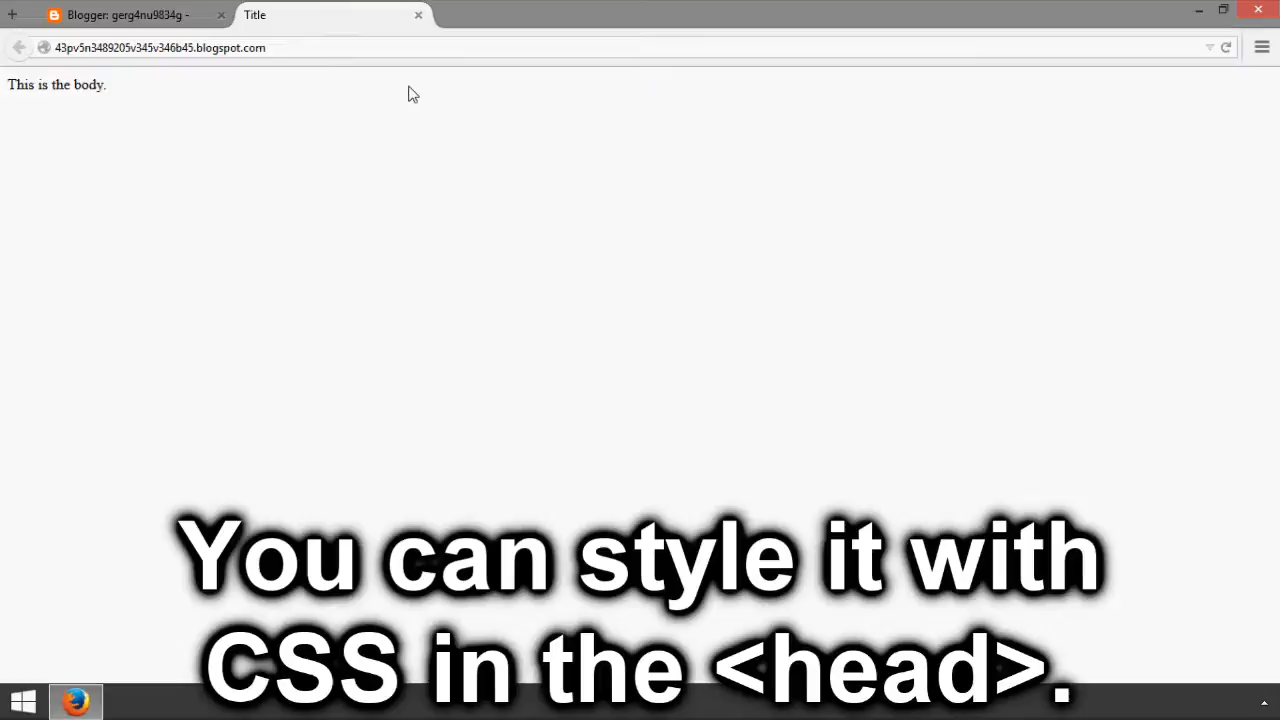 Blogger: gerg4nu9834g -
Title
43pv5n3489205v345v346b45.blogspot.com
This is the body.
You can style it with
CSS in the <head>.